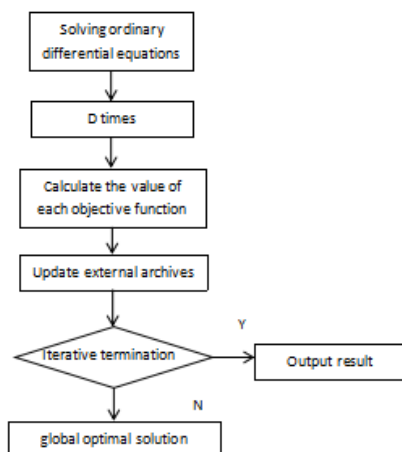 Solving ordinary
differential equations
D times
Calculate the value of
each objective function
Update external archives
Y
Iterative termination
Output result
N
global optimal solution